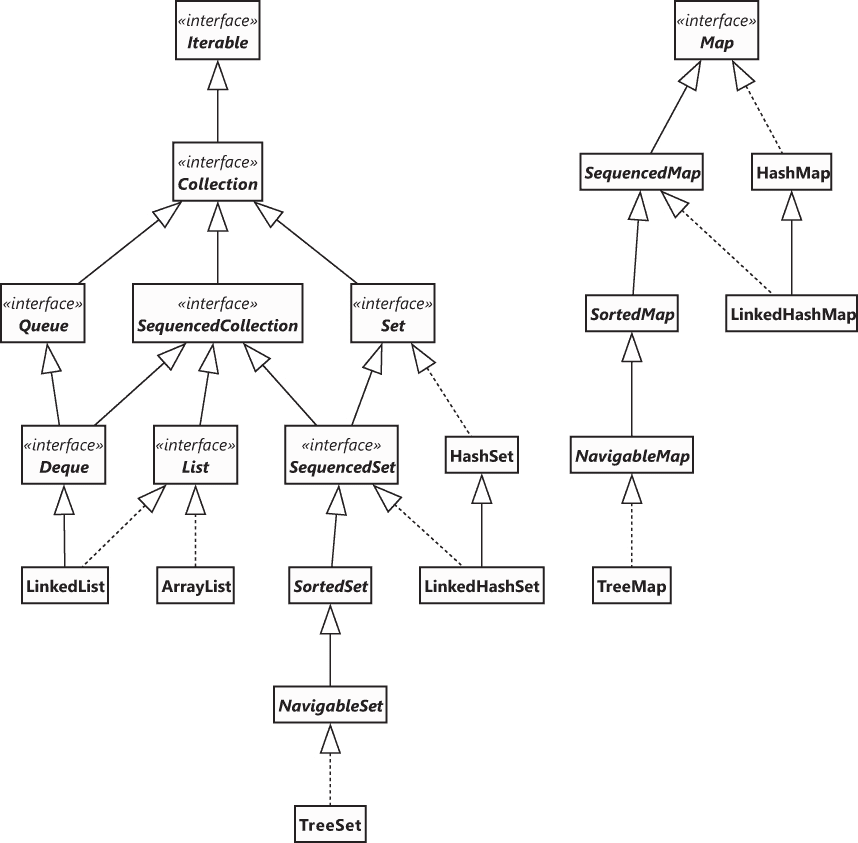 «interface»
Iterable
«interface»
Map
«interface»
Collection
SequencedMap
HashMap
«interface»
Queue
«interface»
SequencedCollection
«interface»
Set
SortedMap
LinkedHashMap
«interface»
Deque
«interface»
List
«interface»
SequencedSet
HashSet
NavigableMap
LinkedList
ArrayList
SortedSet
LinkedHashSet
TreeMap
NavigableSet
TreeSet